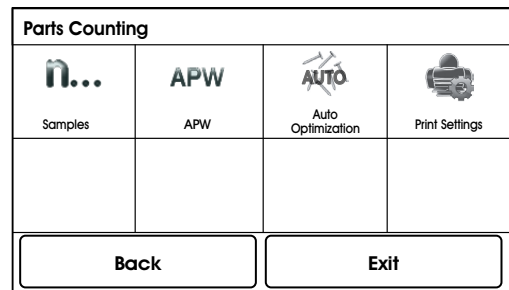 Parts Counting
n...
APW
AUTO
Samples
APW
Auto
Optimization
Print Settings
Back
Exit